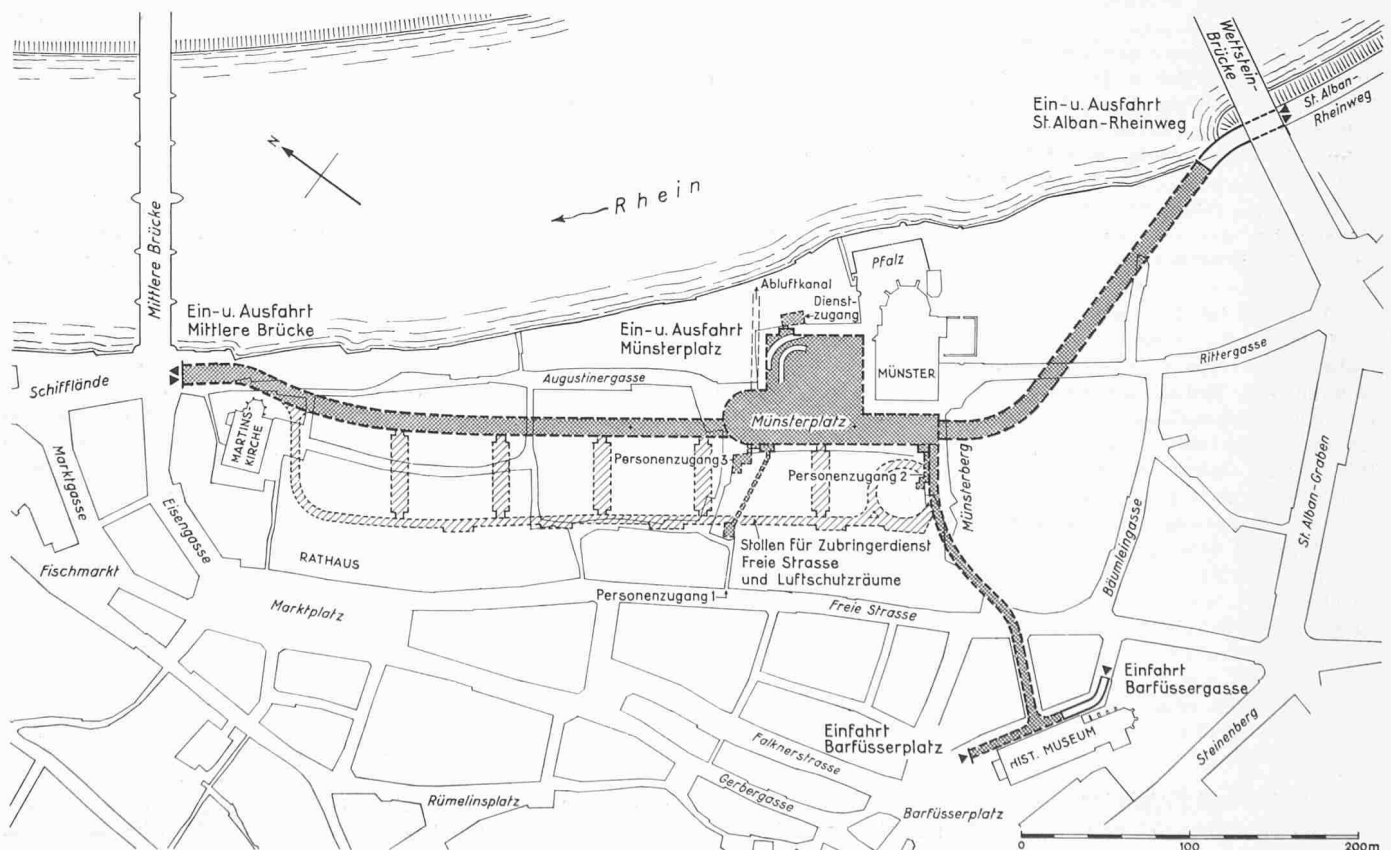 Wettstein-
Brücke
St. Alban-
Rheinweg
Ein- u. Ausfahrt
St. Alban-Rheinweg
N
Rhein
Mittlere Brücke
Pfalz
Abluftkanal
Dienst-
zugang
Ein- u. Ausfahrt
Mittlere Brücke
Ein- u. Ausfahrt
Münsterplatz
Rittergasse
MÜNSTER
Schifflände
Augustinergasse
MARTINS-
KIRCHE
Münsterplatz
Personenzugang 3
Personenzugang 2
Münsterberg
Marktgasse
Eisengasse
St. Alban-Graben
Bäumleingasse
RATHAUS
Stollen für Zubringerdienst
Freie Strasse
und Luftschutzräume
Fischmarkt
Personenzugang 1
Marktplatz
Freie Strasse
Einfahrt
Barfüssergasse
Einfahrt
Barfüsserplatz
HIST. MUSEUM
Falknerstrasse
Steinenberg
Gerbergasse
Rümelinsplatz
Barfüsserplatz
0 100 200m